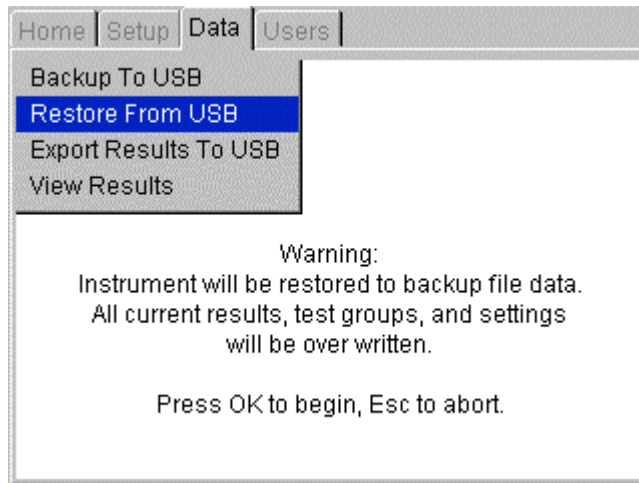 Home Setup Data Users
Backup To USB
Restore From USB
Export Results To USB
View Results
Warning:
Instrument will be restored to backup file data.
All current results, test groups, and settings
will be over written.
Press OK to begin, Esc to abort.